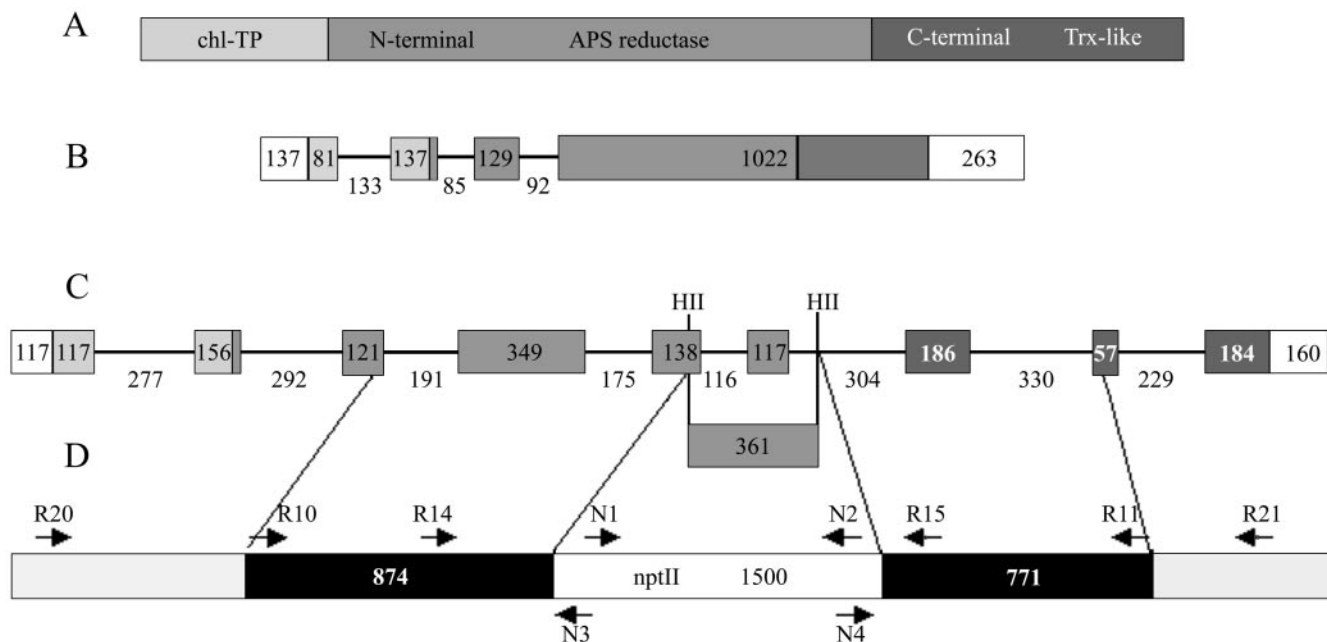 A
chl-TP N-terminal APS reductase C-terminal Trx-like
B
137 81 137 129 1022 263
133 85 92
C
HII HII
117 117 156 121 349 138 117 186 57 184 160
277 292 191 175 116 304 330 229
361
D
R20 R10 R14 N1 N2 R15 R11 R21
874 nptII 1500 771
N3 N4